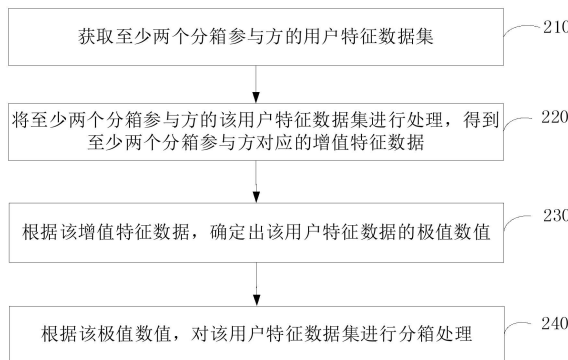 获取至少两个分箱参与方的用户特征数据集
210
将至少两个分箱参与方的该用户特征数据集进行处理，得到
至少两个分箱参与方对应的增值特征数据
220
根据该增值特征数据，确定出该用户特征数据的极值数值
230
根据该极值数值，对该用户特征数据集进行分箱处理
240